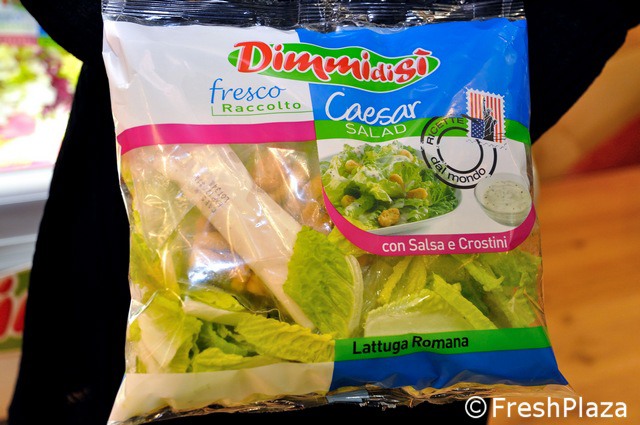 DimmidiSì
fresco
Raccolto
Caesar
SALAD
RICETTE
dal mondo
con Salsa e Crostini
Lattuga Romana
©FreshPlaza